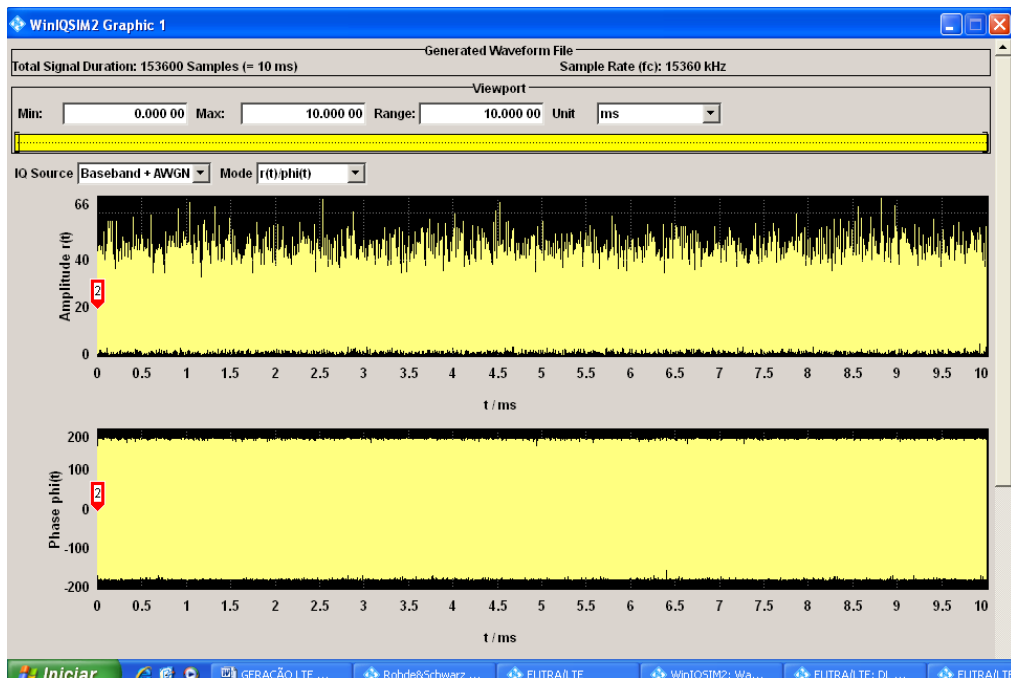 WinIQSIM2 Graphic 1
Generated Waveform File
Total Signal Duration: 153600 Samples (= 10 ms) Sample Rate (fc): 15360 kHz
Viewport
Min: 0.000 00 Max: 10.000 00 Range: 10.000 00 Unit ms
IQ Source Baseband + AWGN Mode r(t)/phi(t)
Amplitude r(t)
66
40
20
0
2
0 0.5 1 1.5 2 2.5 3 3.5 4 4.5 5 5.5 6 6.5 7 7.5 8 8.5 9 9.5 10
t / ms
Phase phi(t)
200
100
0
-100
-200
2
0 0.5 1 1.5 2 2.5 3 3.5 4 4.5 5 5.5 6 6.5 7 7.5 8 8.5 9 9.5 10
t / ms
Iniciar GERAÇÃO LTE ... Rohde&Schwarz ... EUTRA/LTE WinIQSIM2: Wa... EUTRA/LTE: DL ... EUTRA/LTE